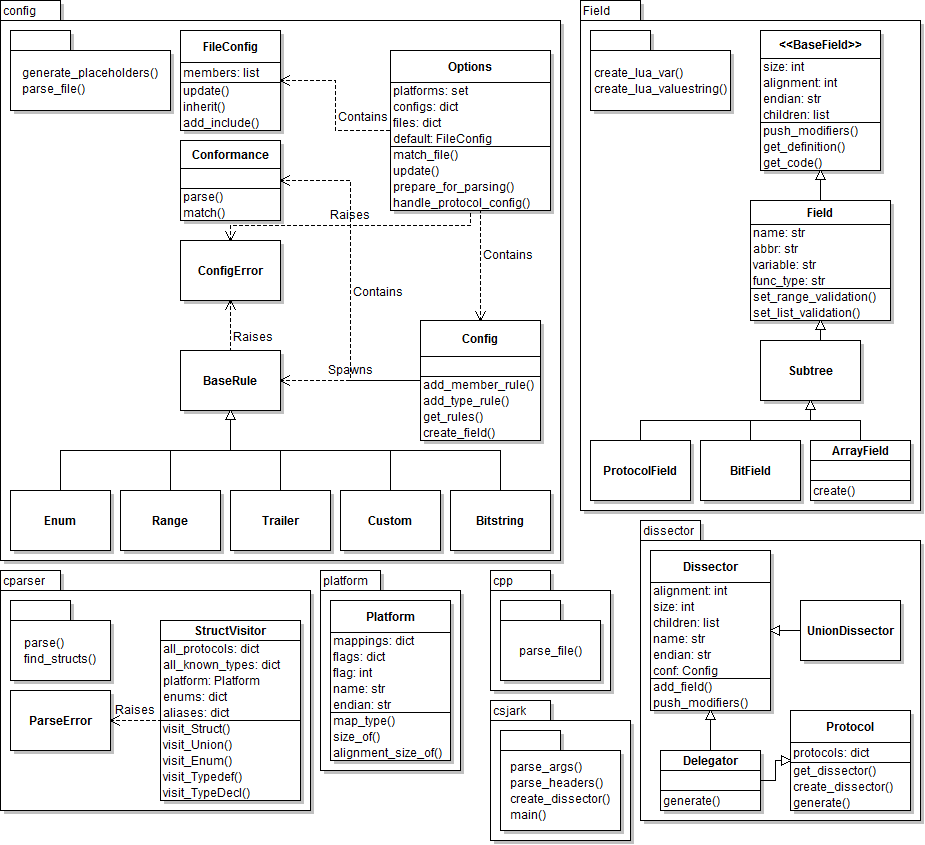 config
generate_placeholders()
parse_file()
FileConfig
members: list
update()
inherit()
add_include()
Options
platforms: set
configs: dict
files: dict
default: FileConfig
match_file()
update()
prepare_for_parsing()
handle_protocol_config()
Contains
Conformance
parse()
match()
Raises
Contains
ConfigError
Contains
Raises
Config
add_member_rule()
add_type_rule()
get_rules()
create_field()
Spawns
BaseRule
Enum
Range
Trailer
Custom
Bitstring
Field
create_lua_var()
create_lua_valuestring()
<<BaseField>>
size: int
alignment: int
endian: str
children: list
push_modifiers()
get_definition()
get_code()
Field
name: str
abbr: str
variable: str
func_type: str
set_range_validation()
set_list_validation()
Subtree
ProtocolField
BitField
ArrayField
create()
cparser
parse()
find_structs()
ParseError
Raises
StructVisitor
all_protocols: dict
all_known_types: dict
platform: Platform
enums: dict
aliases: dict
visit_Struct()
visit_Union()
visit_Enum()
visit_Typedef()
visit_TypeDecl()
platform
Platform
mappings: dict
flags: dict
flag: int
name: str
endian: str
map_type()
size_of()
alignment_size_of()
cpp
parse_file()
csjark
parse_args()
parse_headers()
create_dissector()
main()
dissector
Dissector
alignment: int
size: int
children: list
name: str
endian: str
conf: Config
add_field()
push_modifiers()
UnionDissector
Delegator
generate()
Protocol
protocols: dict
get_dissector()
create_dissector()
generate()